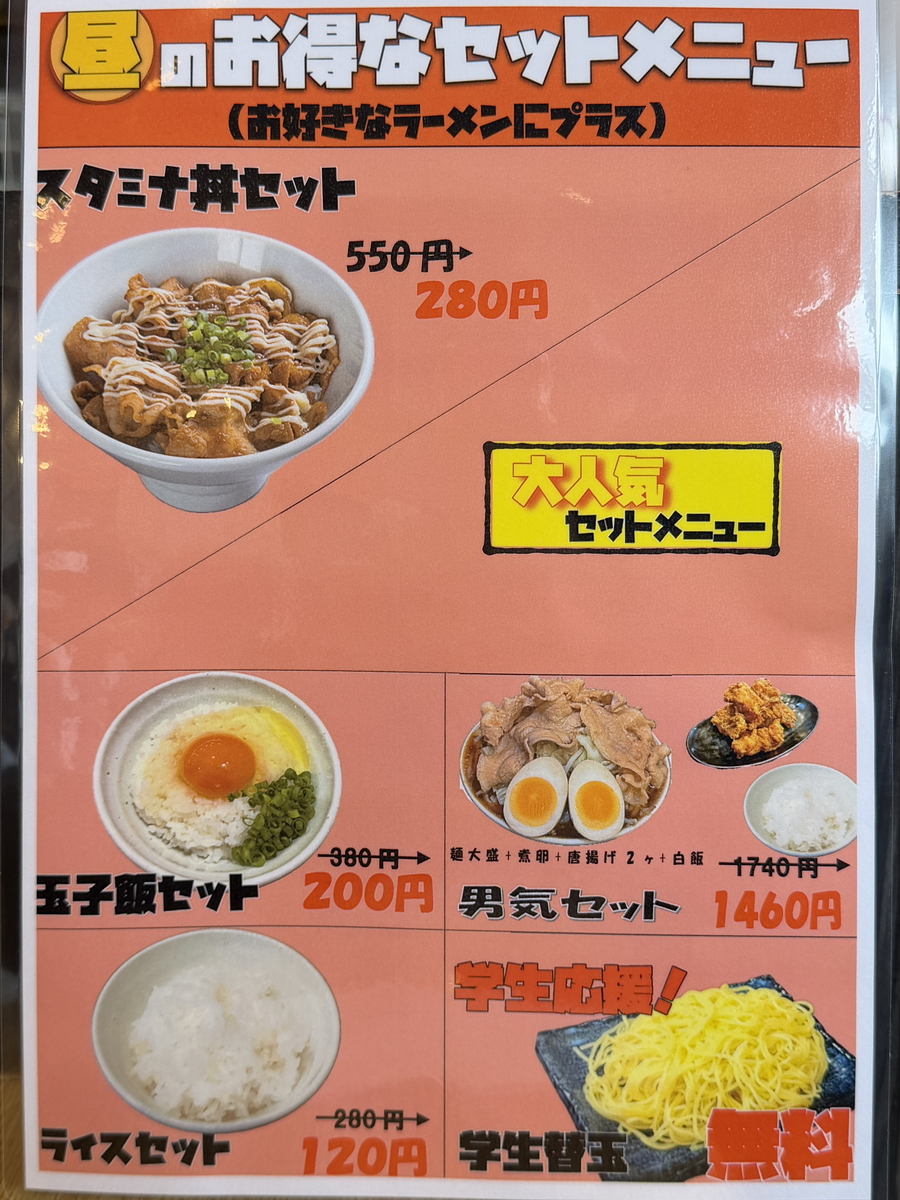 昼のお得なセットメニュー
(お好きなラーメンにプラス)
スタミナ丼セット
550円→
280円
大人気
セットメニュー
380円→
玉子飯セット
200円
麺大盛+煮卵+唐揚げ2ヶ+白飯
1740円→
男気セット
1460円
280円→
ライスセット
120円
学生応援!
学生替玉
無料